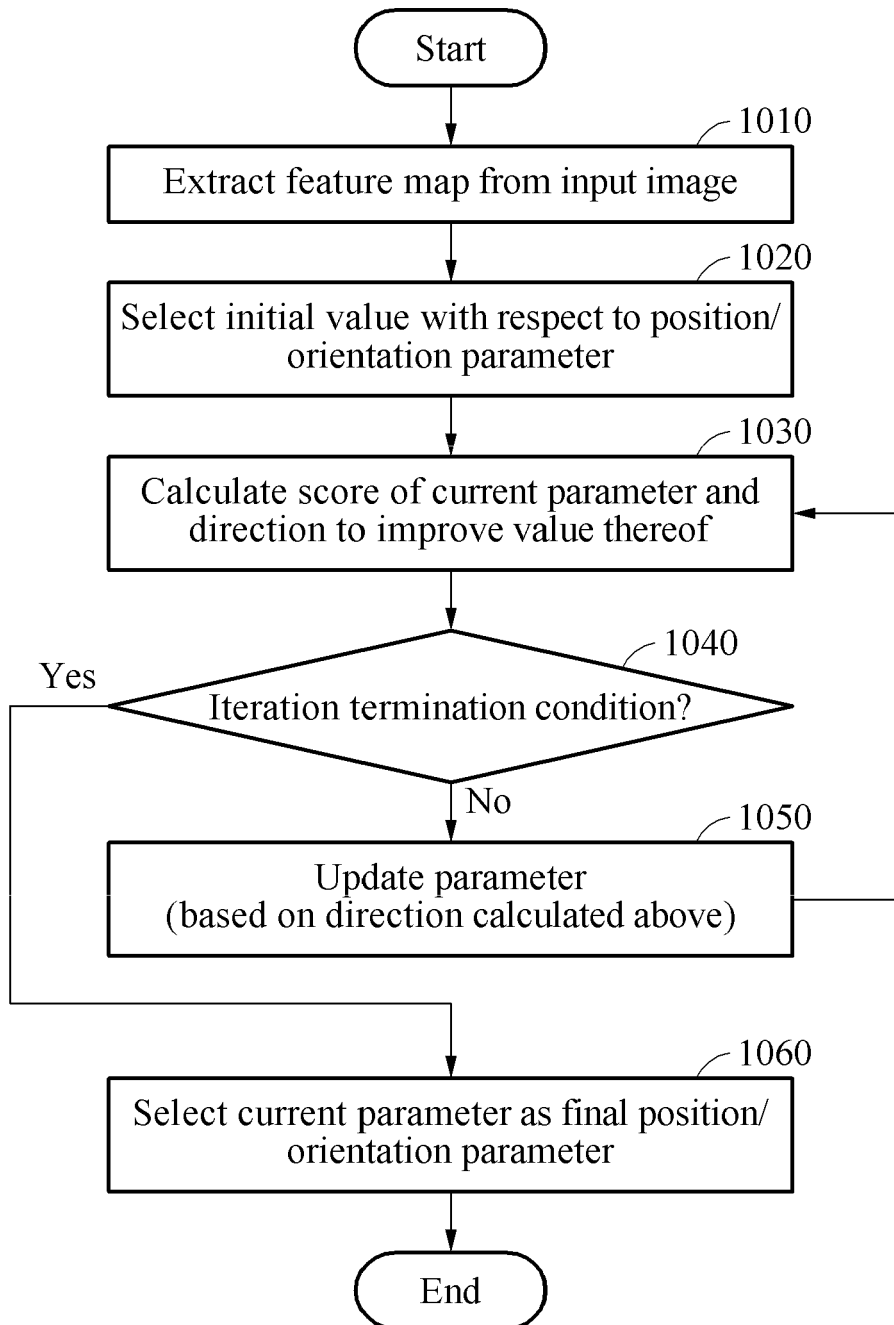 Start
1010
Extract feature map from input image
1020
Select initial value with respect to position/
orientation parameter
1030
Calculate score of current parameter and
direction to improve value thereof
1040
Yes
Iteration termination condition?
No
1050
Update parameter
(based on direction calculated above)
1060
Select current parameter as final position/
orientation parameter
End